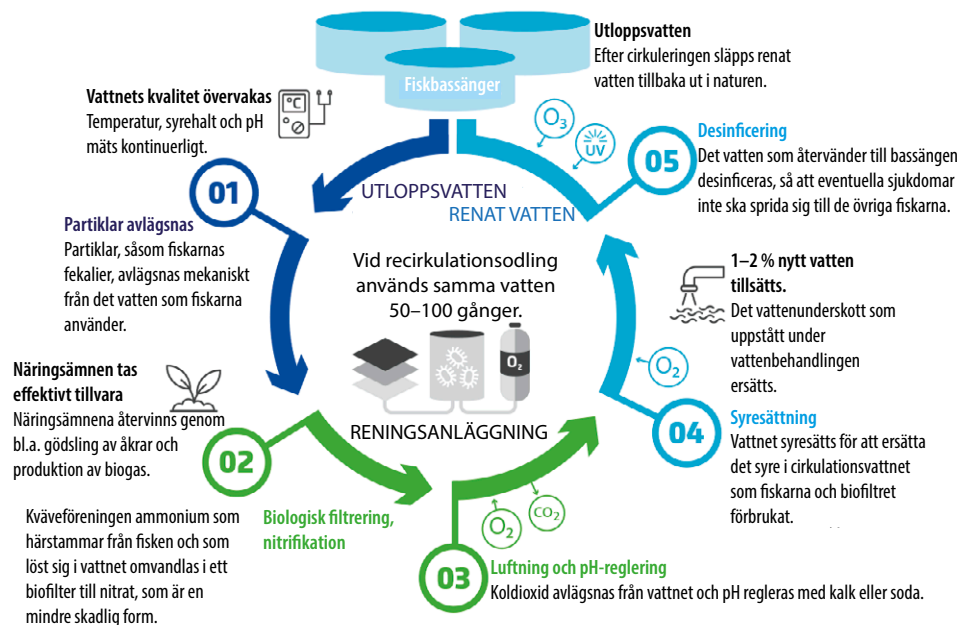 Fiskbassänger
Utloppsvatten
Efter cirkuleringen släpps renat
vatten tillbaka ut i naturen.
Vattnets kvalitet övervakas
Temperatur, syrehalt och pH
mäts kontinuerligt.
°C
01
Partiklar avlägsnas
Partiklar, såsom fiskarnas
fekalier, avlägsnas mekaniskt
från det vatten som fiskarna
använder.
Näringsämnen tas
effektivt tillvara
Näringsämnena återvinns genom
bl.a. gödsling av åkrar och
produktion av biogas.
02
Biologisk filtrering,
nitrifikation
Kväveföreningen ammonium som
härstammar från fisken och som
löst sig i vattnet omvandlas i ett
biofilter till nitrat, som är en
mindre skadlig form.
UTLOPPSVATTEN
RENAT VATTEN
Vid recirkulationsodling
används samma vatten
50–100 gånger.
O₂
RENINGSANLÄGGNING
O₂
CO₂
03
Luftning och pH-reglering
Koldioxid avlägsnas från vattnet och pH regleras med kalk eller soda.
04
Syresättning
Vattnet syresätts för att ersätta
det syre i cirkulationsvattnet
som fiskarna och biofiltret
förbrukat.
O₂
1–2 % nytt vatten
tillsätts.
Det vattenunderskott som
uppstått under
vattenbehandlingen
ersätts.
05
Desinficering
Det vatten som återvänder till bassängen
desinficeras, så att eventuella sjukdomar
inte ska sprida sig till de övriga fiskarna.
O₃
UV